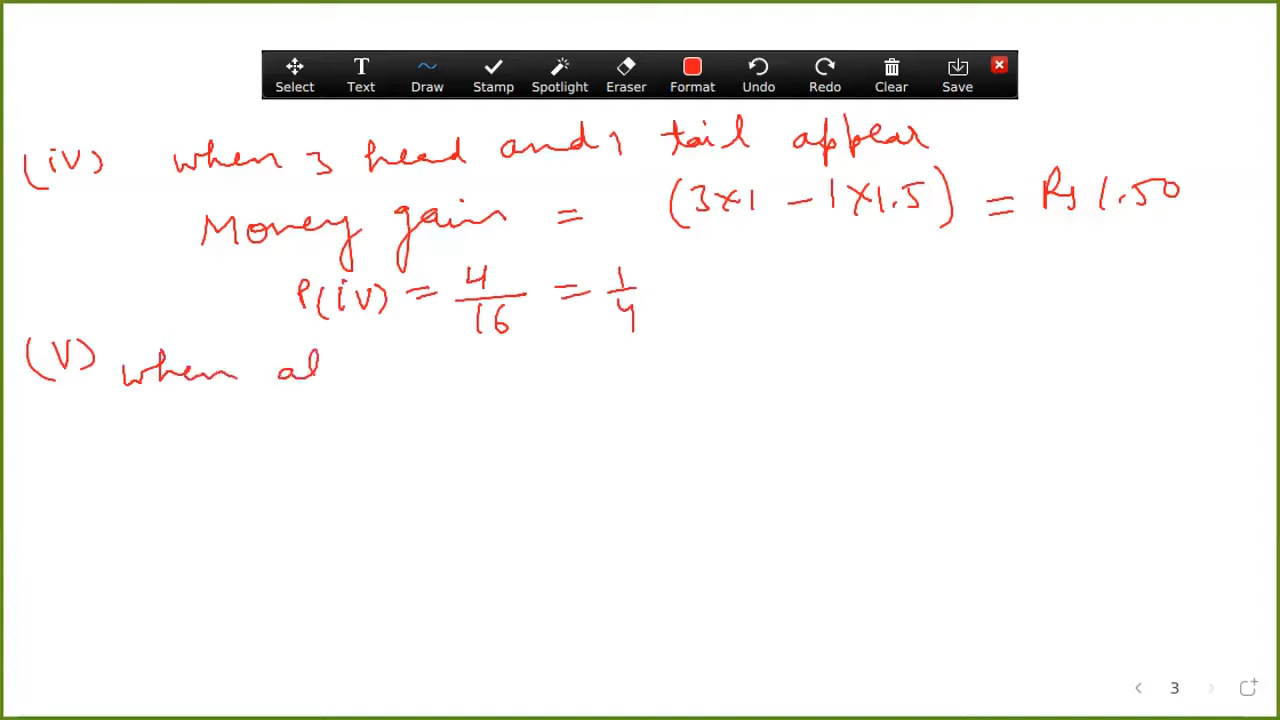 Select Text Draw Stamp Spotlight Eraser Format Undo Redo Clear Save
(iv) when 3 head and 1 tail appear
Money gain = (3×1 - 1×1.5) = Rs 1.50
P(iv) = 4/16 = 1/4
(V) when al
3